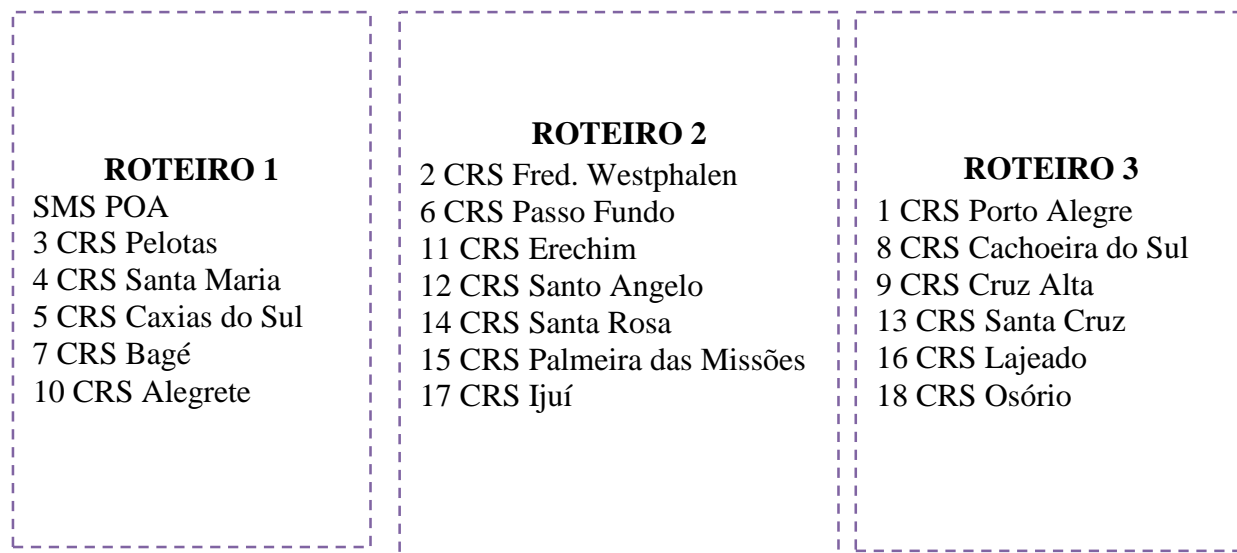 ROTEIRO 1
SMS POA
3 CRS Pelotas
4 CRS Santa Maria
5 CRS Caxias do Sul
7 CRS Bagé
10 CRS Alegrete
ROTEIRO 2
2 CRS Fred. Westphalen
6 CRS Passo Fundo
11 CRS Erechim
12 CRS Santo Angelo
14 CRS Santa Rosa
15 CRS Palmeira das Missões
17 CRS Ijuí
ROTEIRO 3
1 CRS Porto Alegre
8 CRS Cachoeira do Sul
9 CRS Cruz Alta
13 CRS Santa Cruz
16 CRS Lajeado
18 CRS Osório